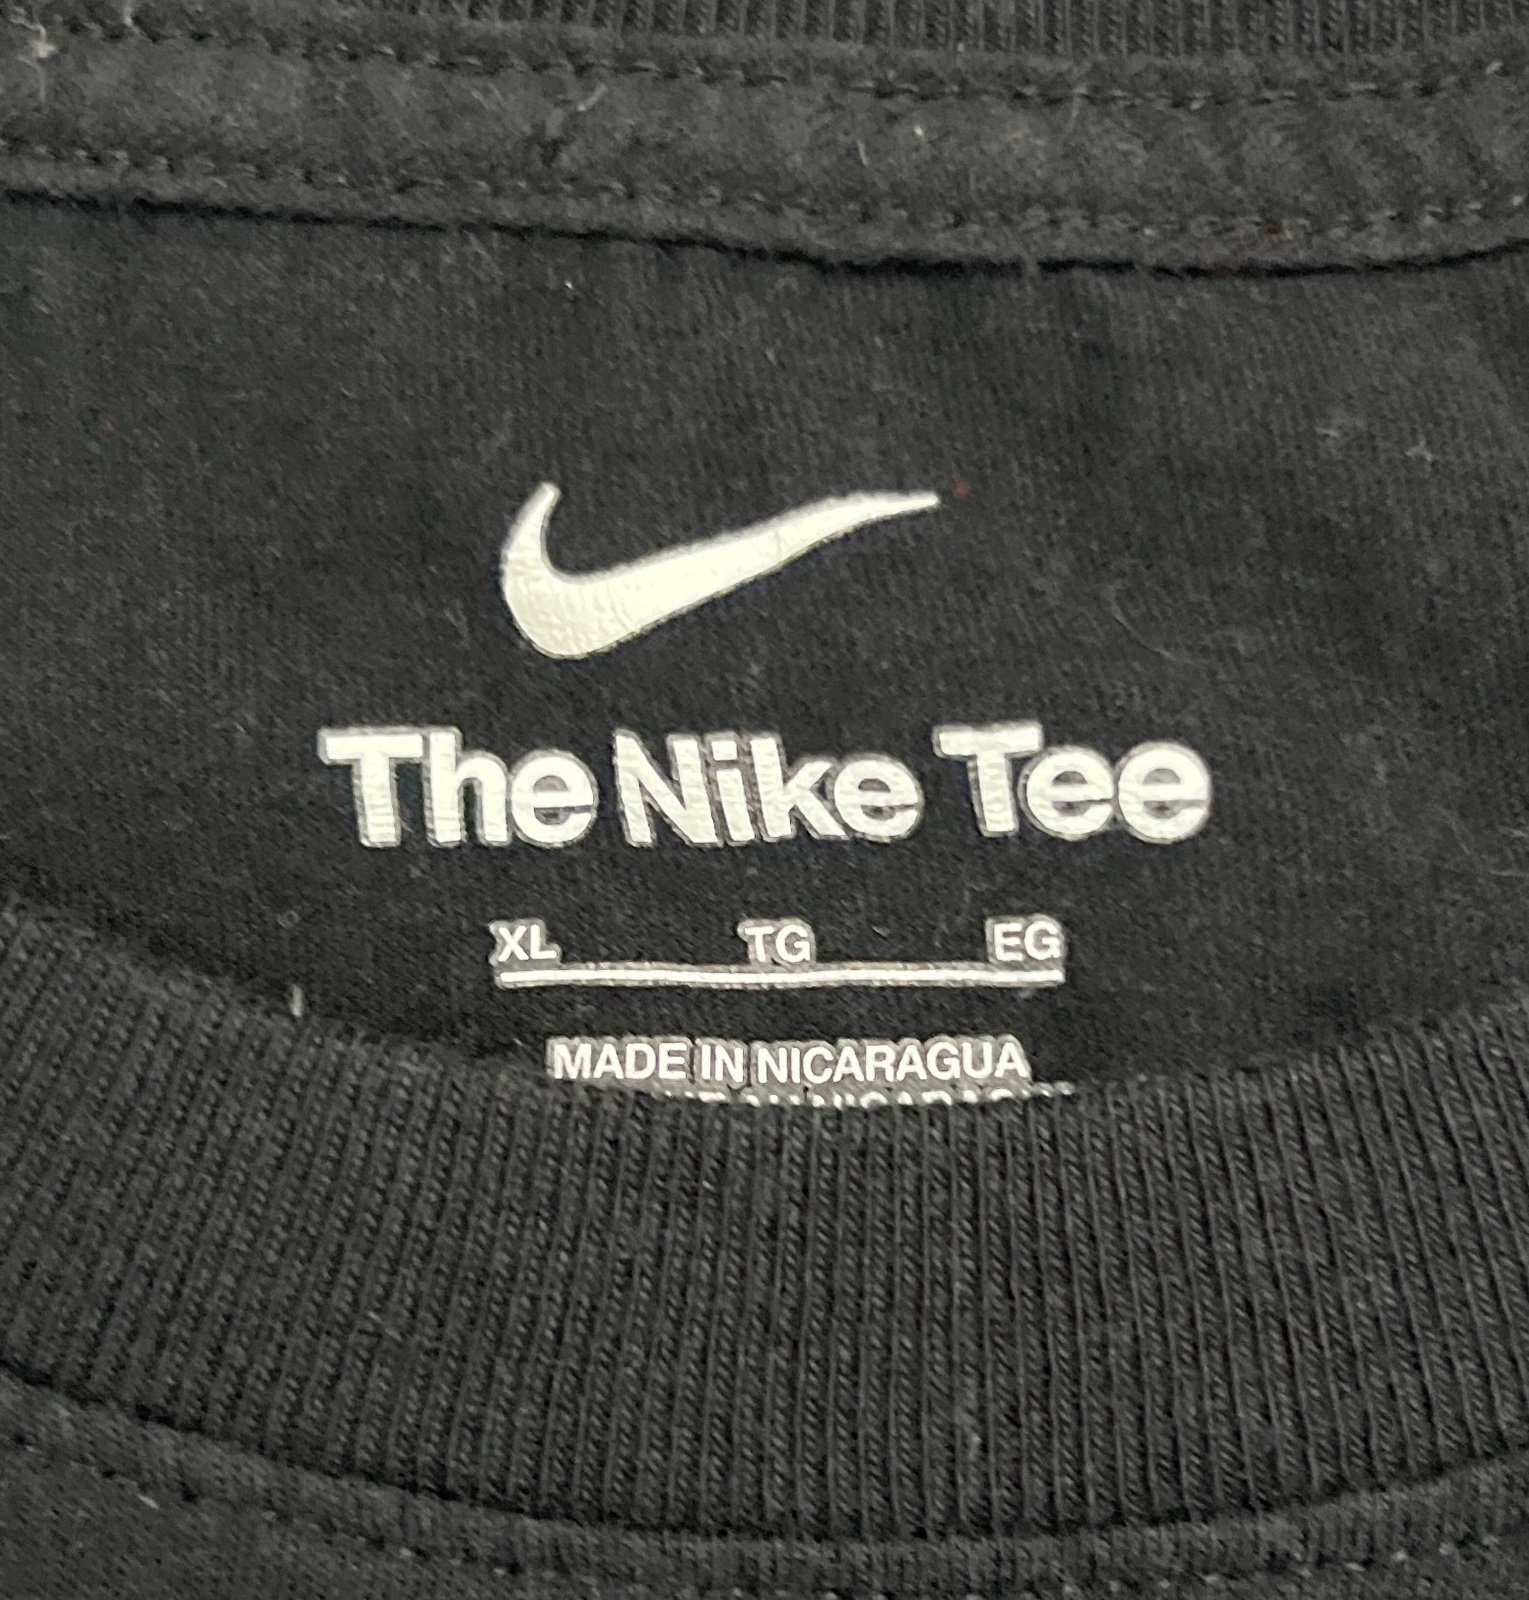 The Nike Tee
XL TG EG
MADE IN NICARAGUA